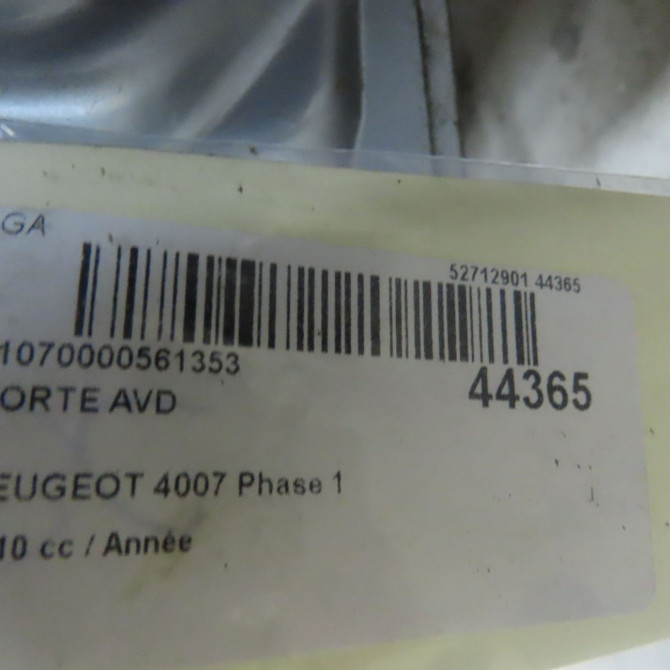 GA
52712901 44365
1070000561353
44365
ORTE AVD
EUGEOT 4007 Phase 1
10 cc / Année